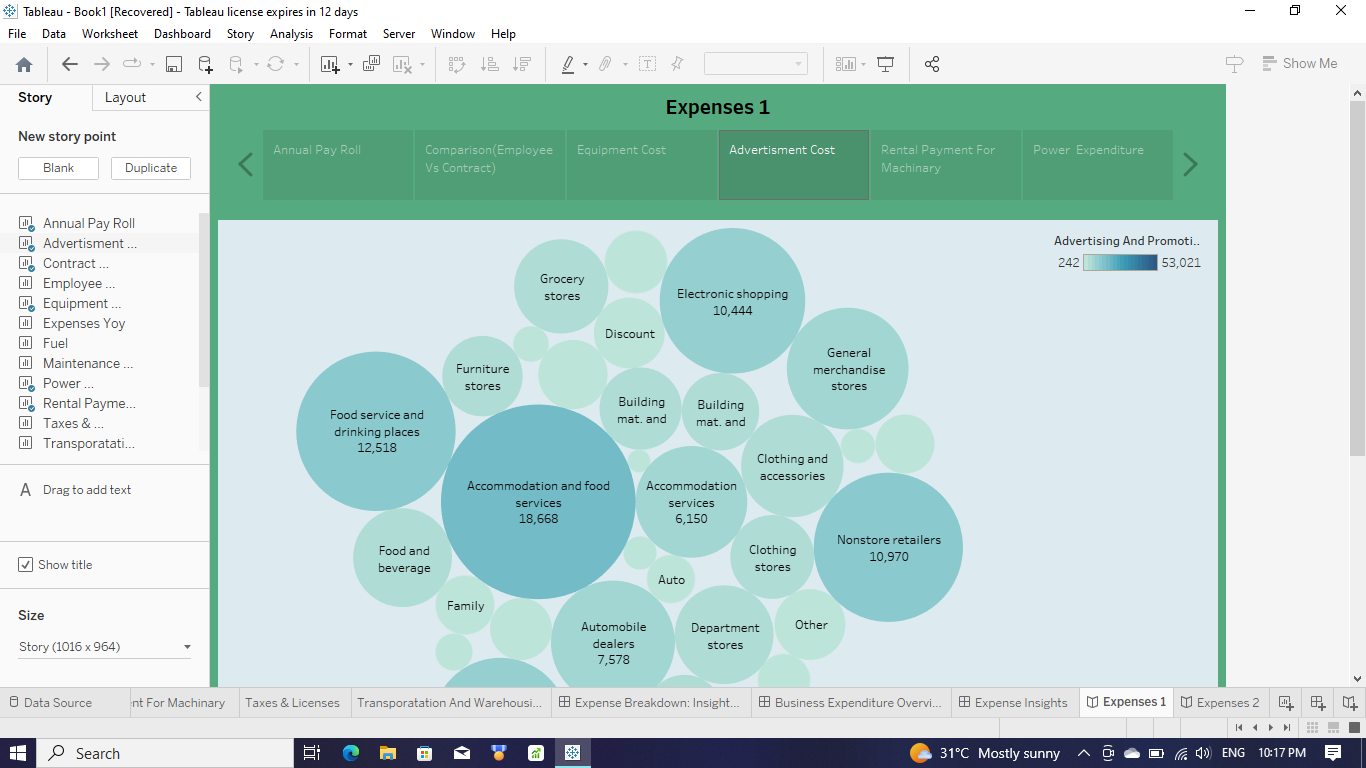 Tableau - Book1 [Recovered] - Tableau license expires in 12 days
File Data Worksheet Dashboard Story Analysis Format Server Window Help
Show Me
Story Layout
New story point
Blank Duplicate
Annual Pay Roll
Advertisment ...
Contract ...
Employee ...
Equipment ...
Expenses Yoy
Fuel
Maintenance ...
Power ...
Rental Payme...
Taxes & ...
Transporatati...
A Drag to add text
Show title
Size
Story (1016 x 964)
Expenses 1
Annual Pay Roll
Comparison(Employee
Vs Contract)
Equipment Cost
Advertisment Cost
Rental Payment For
Machinary
Power Expenditure
Advertising And Promoti..
242 53,021
Grocery
stores
Electronic shopping
10,444
Discount
General
merchandise
stores
Furniture
stores
Building
mat. and
Building
mat. and
Food service and
drinking places
12,518
Clothing and
accessories
Accommodation and food
services
18,668
Accommodation
services
6,150
Nonstore retailers
10,970
Food and
beverage
Clothing
stores
Auto
Family
Automobile
dealers
7,578
Department
stores
Other
Data Source nt For Machinary Taxes & Licenses Transporatation And Warehousi... Expense Breakdown: Insight... Business Expenditure Overvi... Expense Insights Expenses 1 Expenses 2
Search 31°C Mostly sunny ENG 10:17 PM